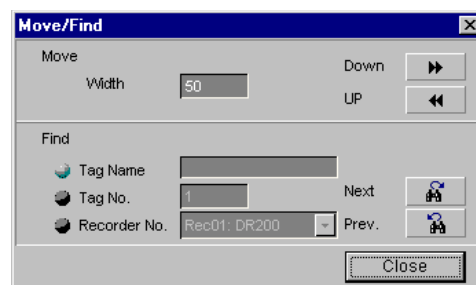 Move/Find
Move
Width 50 Down
UP
Find
Tag Name
Tag No. 1 Next
Recorder No. Rec01: DR200 Prev.
Close